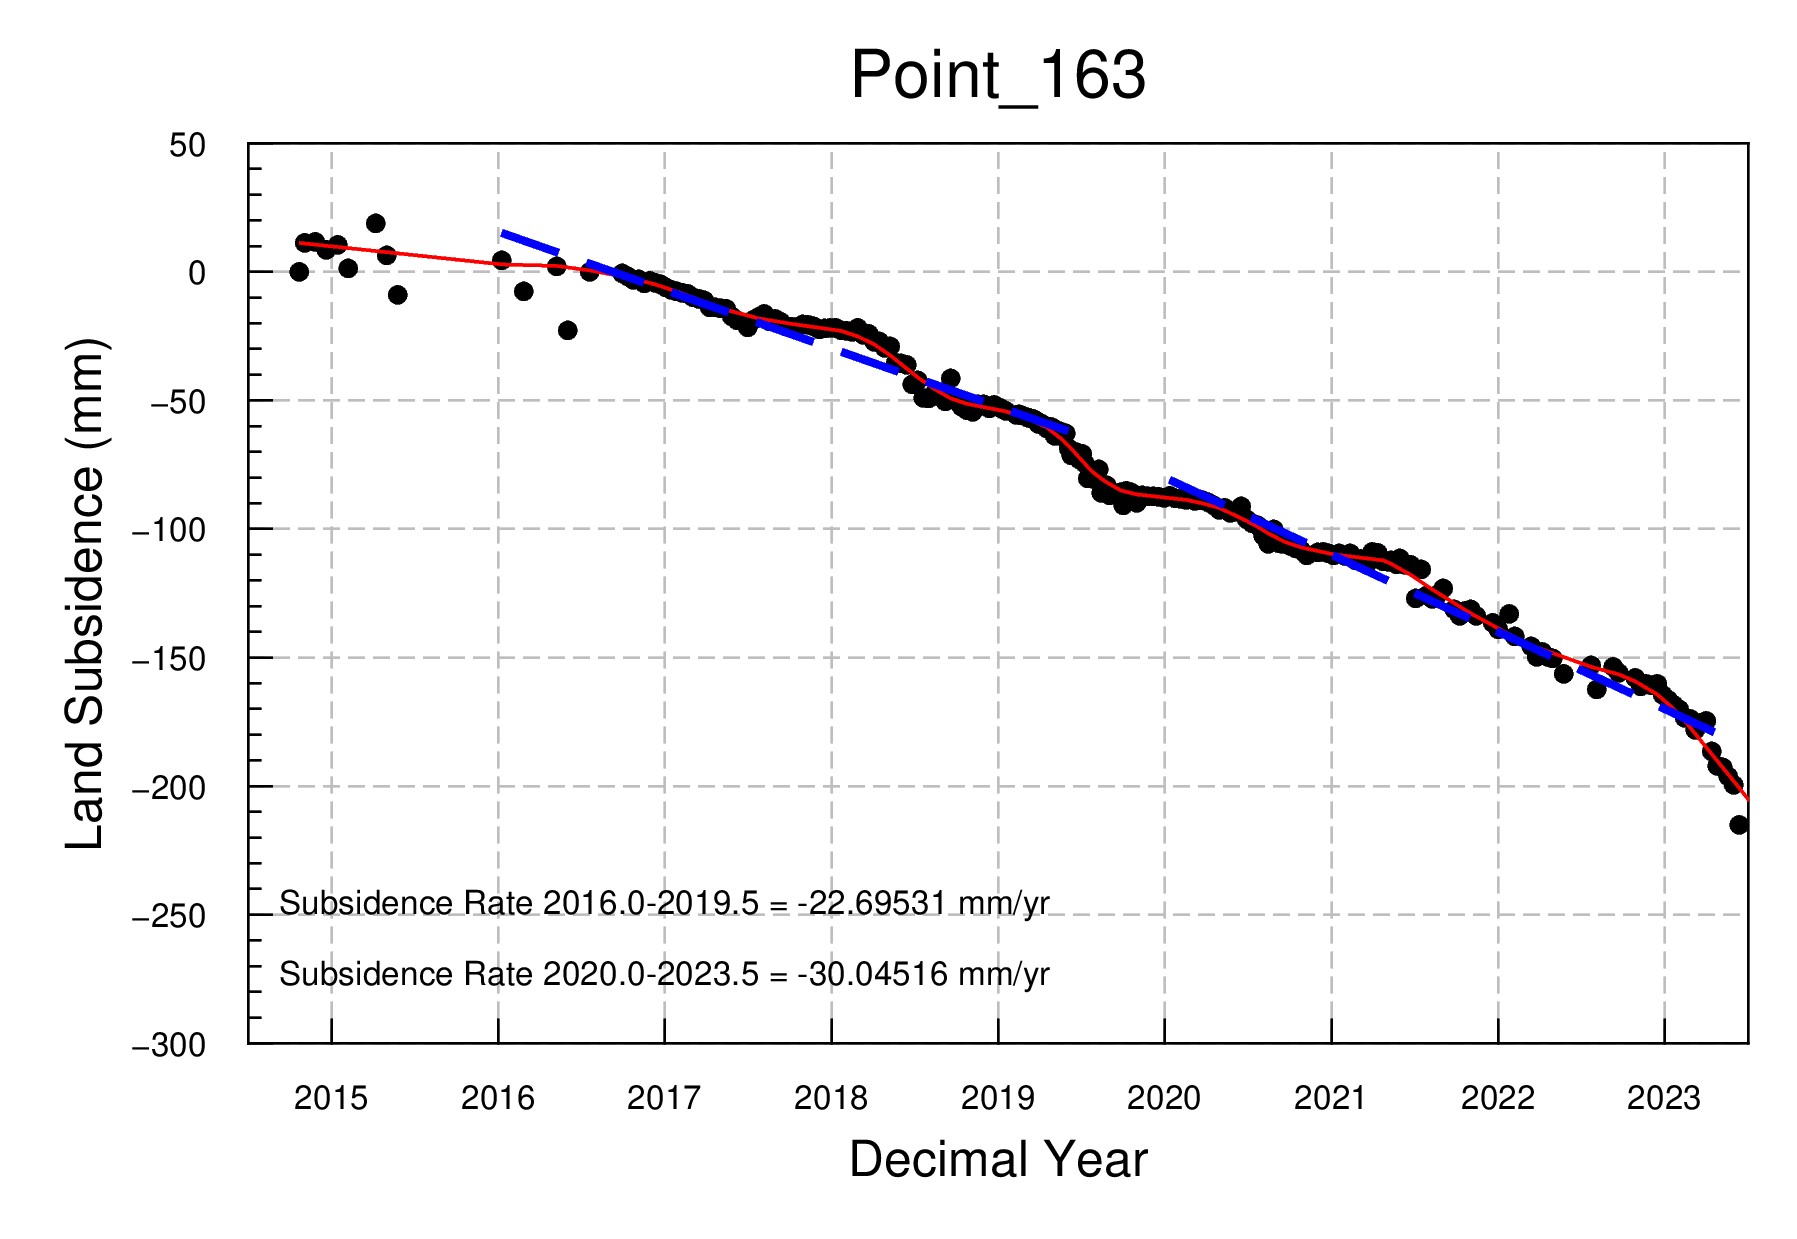 Point_163
50
0
−50
−100
−150
−200
−250
−300
Land Subsidence (mm)
Subsidence Rate 2016.0-2019.5 = -22.69531 mm/yr
Subsidence Rate 2020.0-2023.5 = -30.04516 mm/yr
2015 2016 2017 2018 2019 2020 2021 2022 2023
Decimal Year